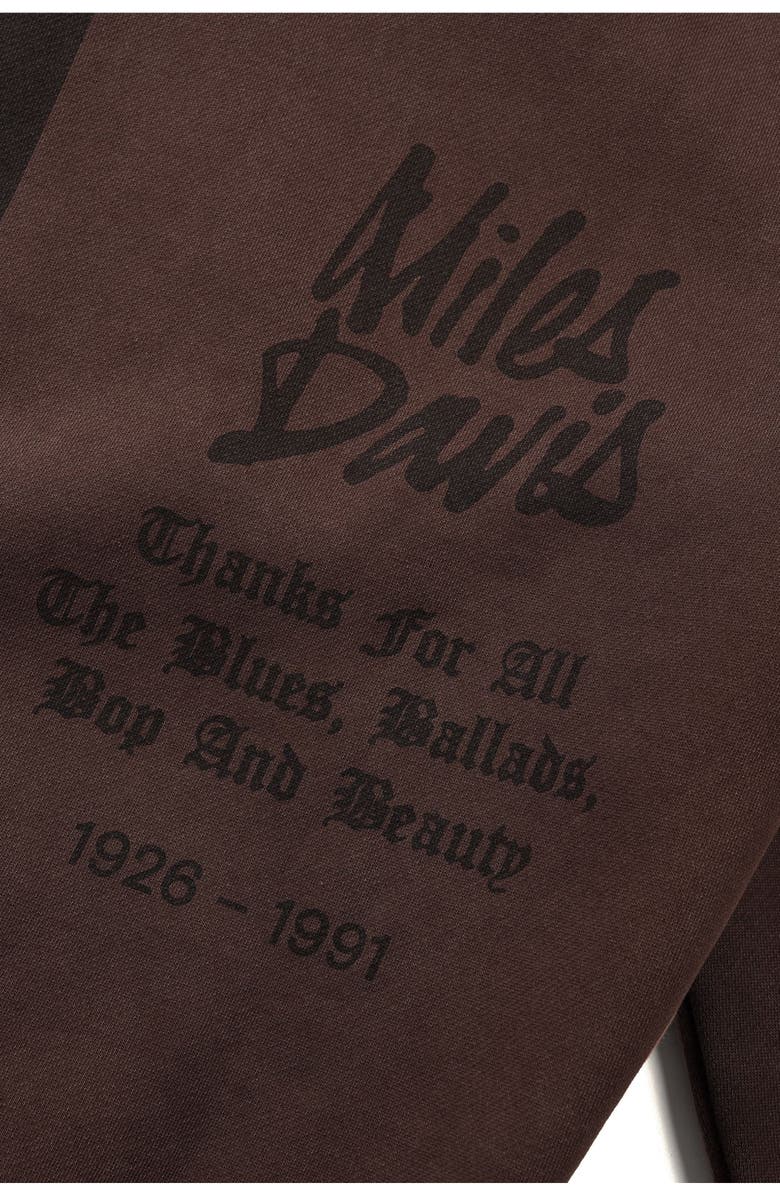 Miles
Davis
Thanks For All
The Blues, Ballads,
Bop And Beauty
1926 – 1991